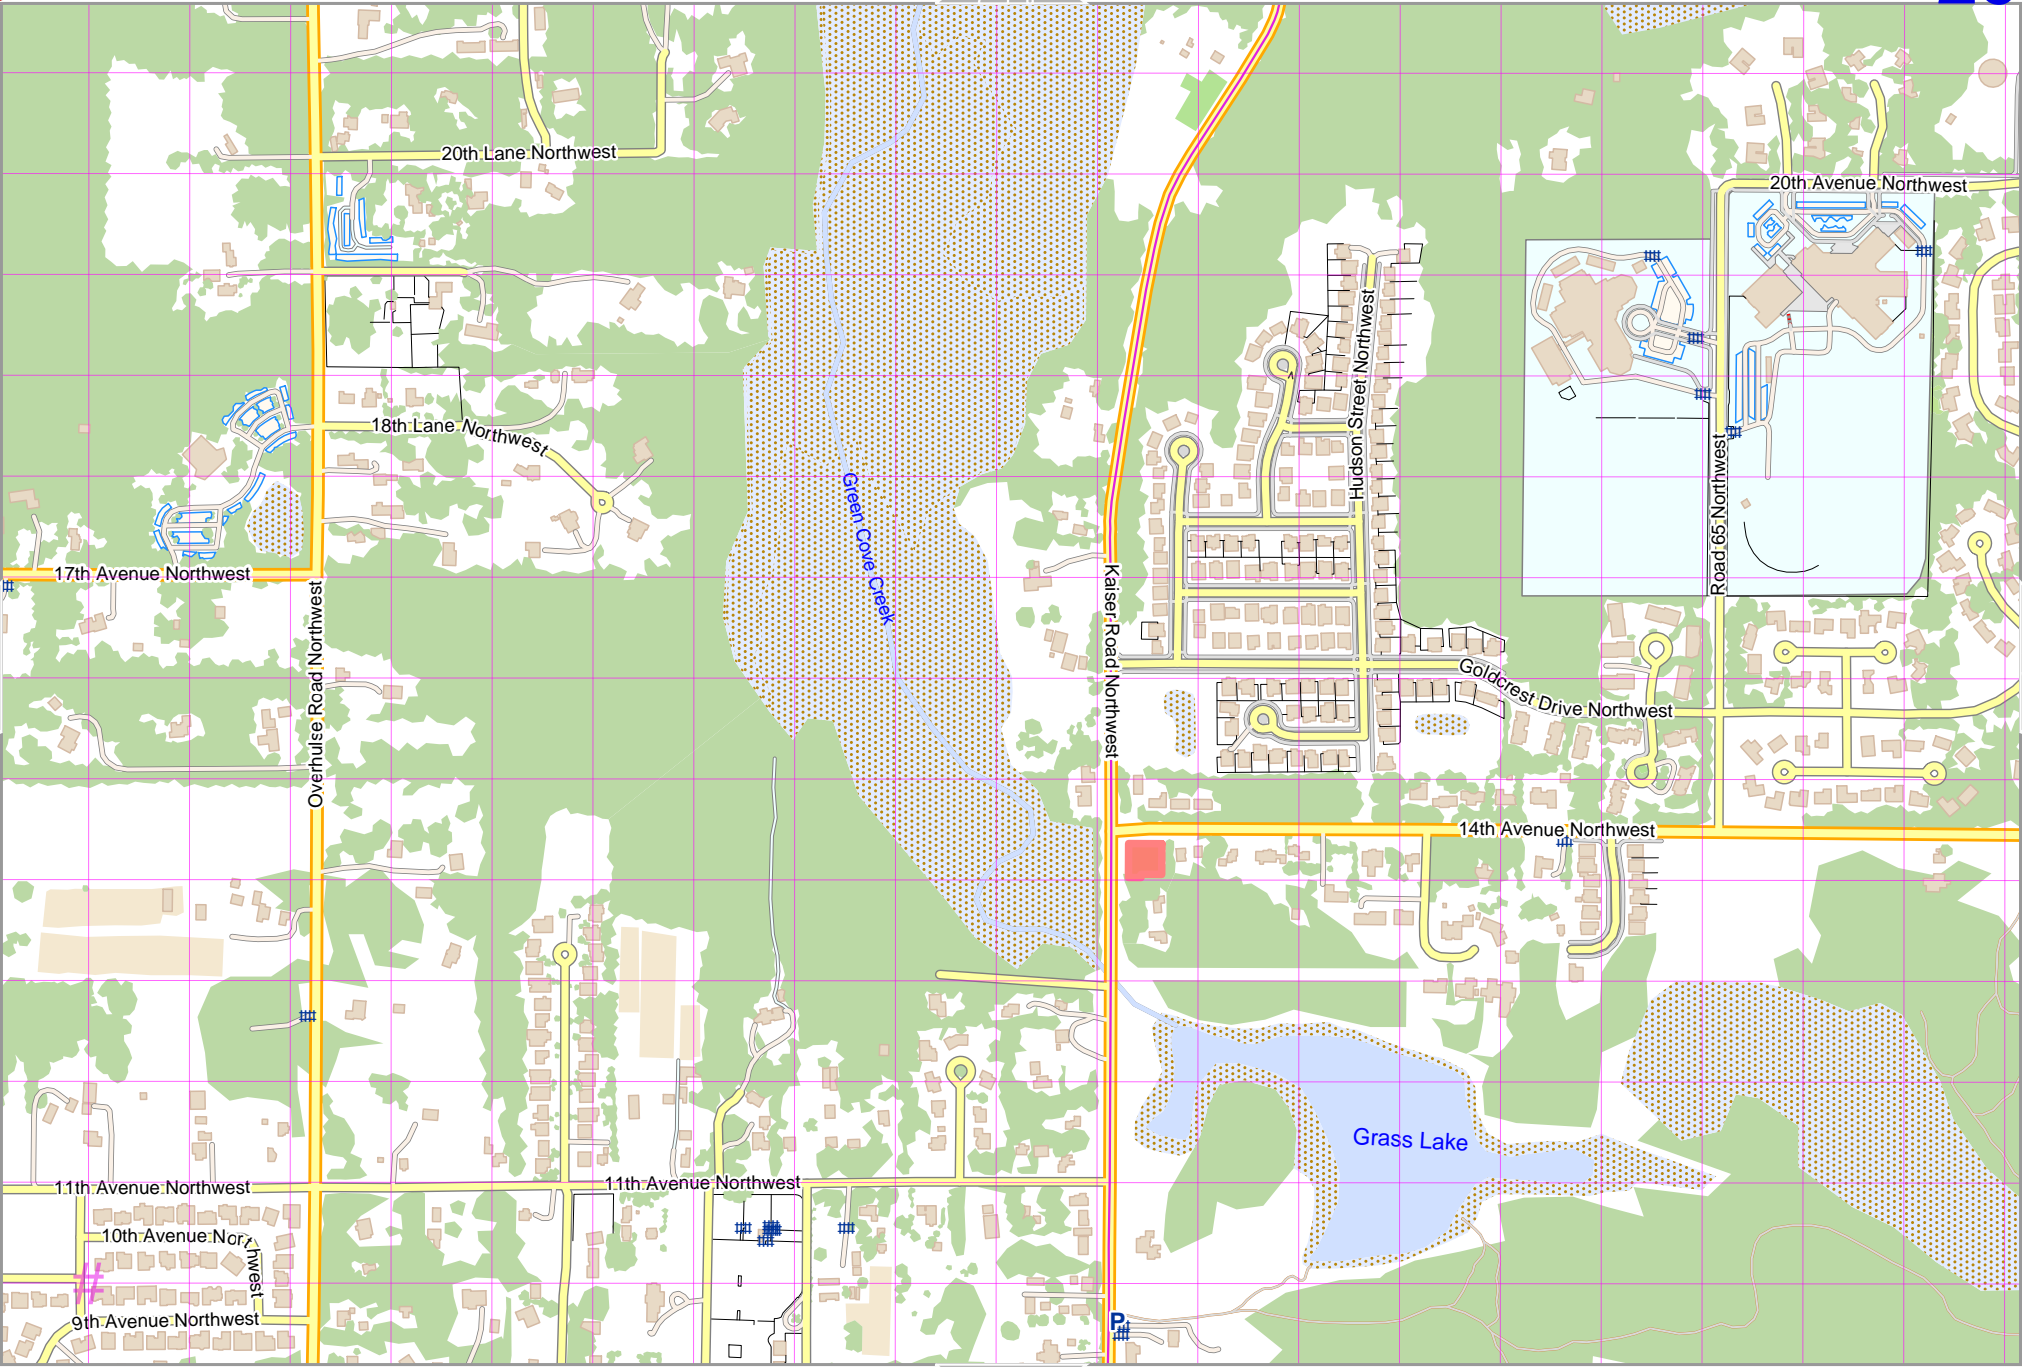 20th Lane Northwest
20th Avenue Northwest
Hudson Street Northwest
18th Lane Northwest
Green Cove Creek
Road 65 Northwest
17th Avenue Northwest
Kaiser Road Northwest
Overhulse Road Northwest
Goldcrest Drive Northwest
14th Avenue Northwest
Grass Lake
11th Avenue Northwest
11th Avenue Northwest
10th Avenue Northwest
9th Avenue Northwest
P